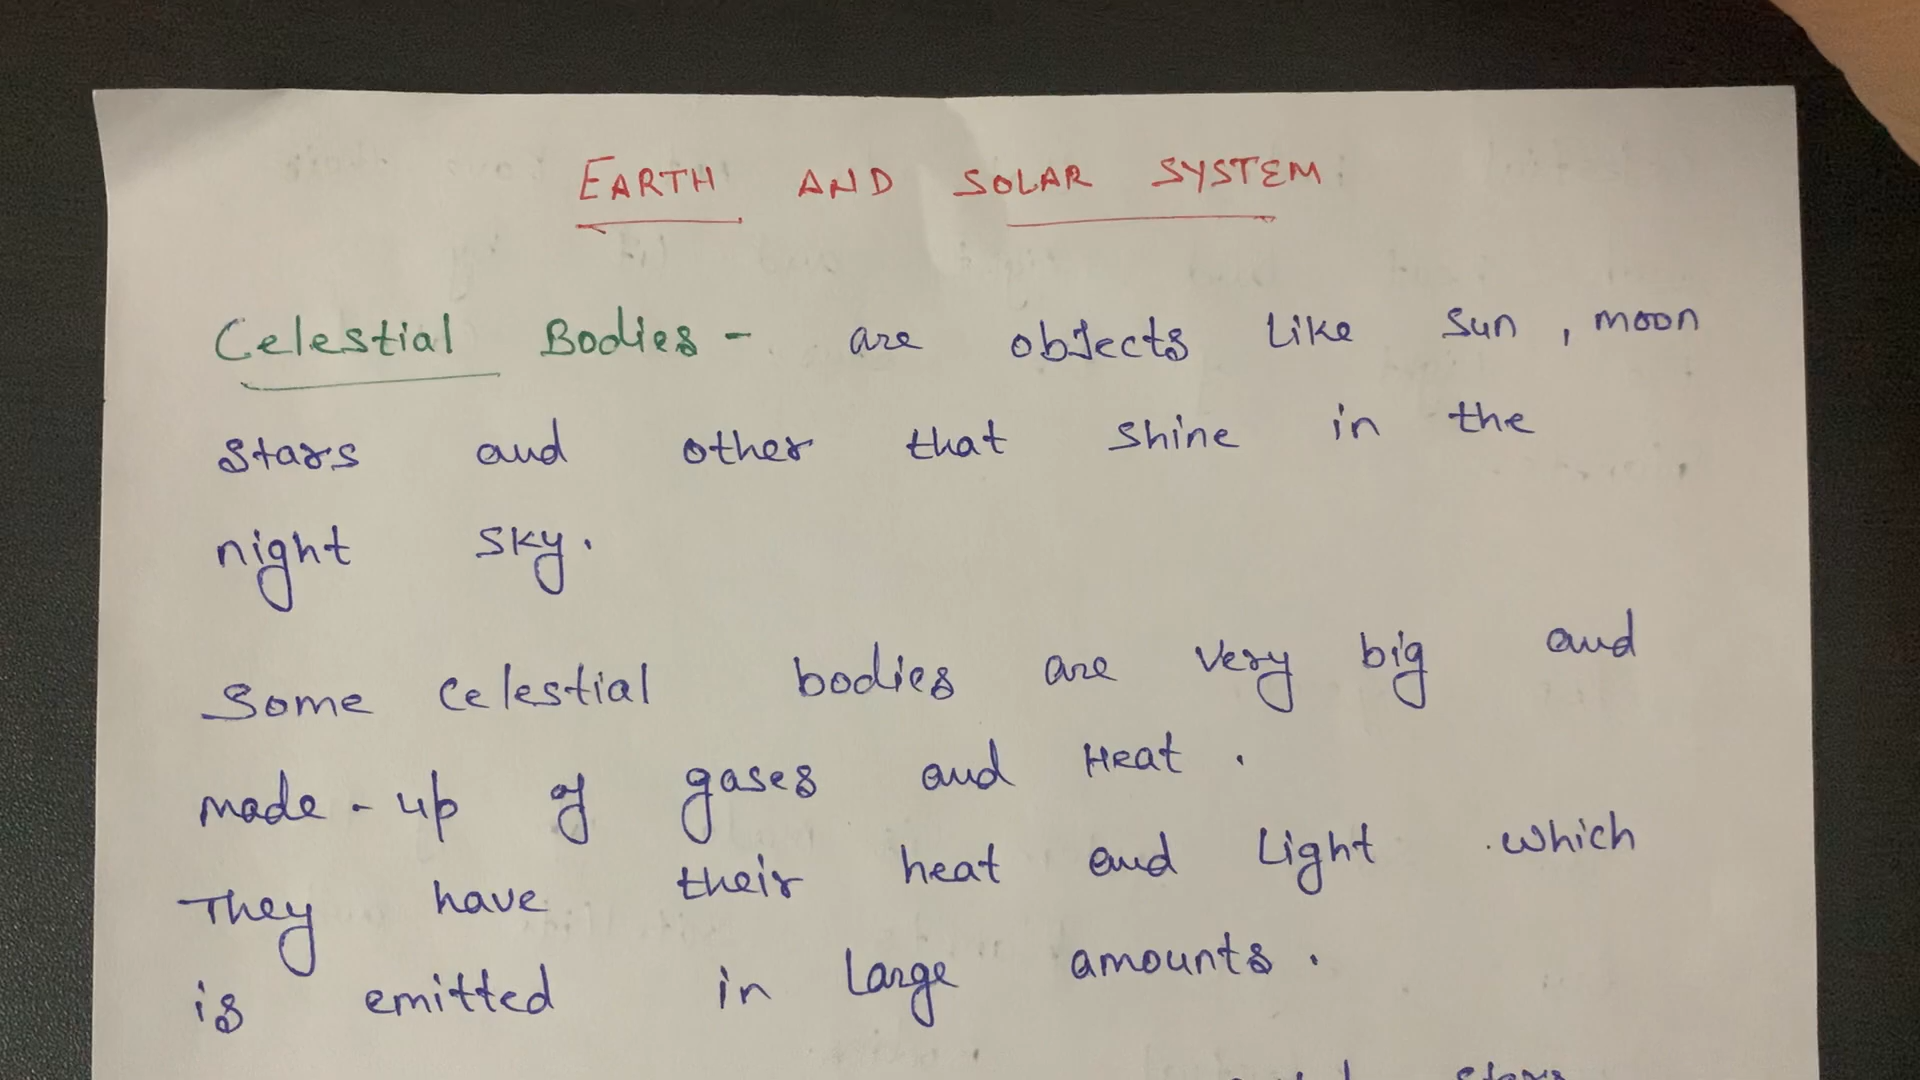 EARTH AND SOLAR SYSTEM
Celestial Bodies - are objects like Sun, moon
stars and other that shine in the
night sky.
Some celestial bodies are very big and
made-up of gases and Heat.
They have their heat and Light which
is emitted in Large amounts.
stars